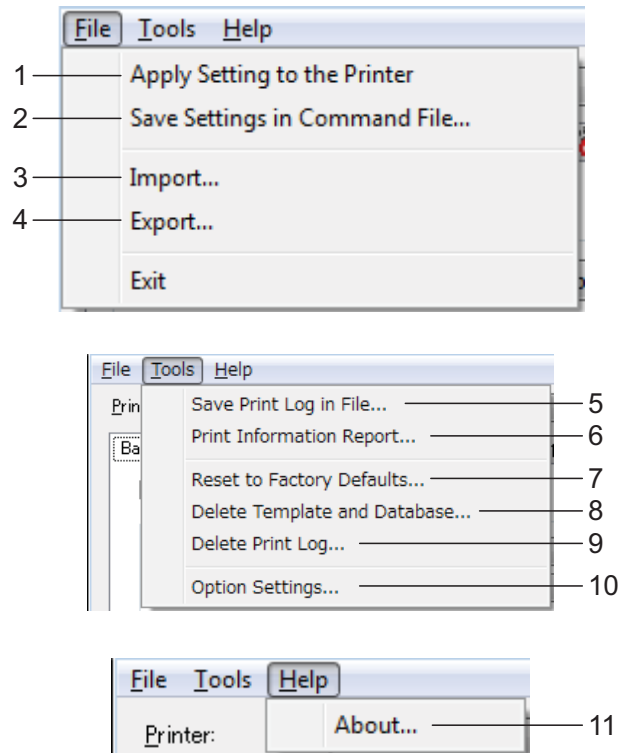 File Tools Help
1 Apply Setting to the Printer
2 Save Settings in Command File...
3 Import...
4 Export...
Exit
File Tools Help
Prin
Save Print Log in File... 5
Ba
Print Information Report... 6
Reset to Factory Defaults... 7
Delete Template and Database... 8
Delete Print Log... 9
Option Settings... 10
File Tools Help
Printer:
About... 11